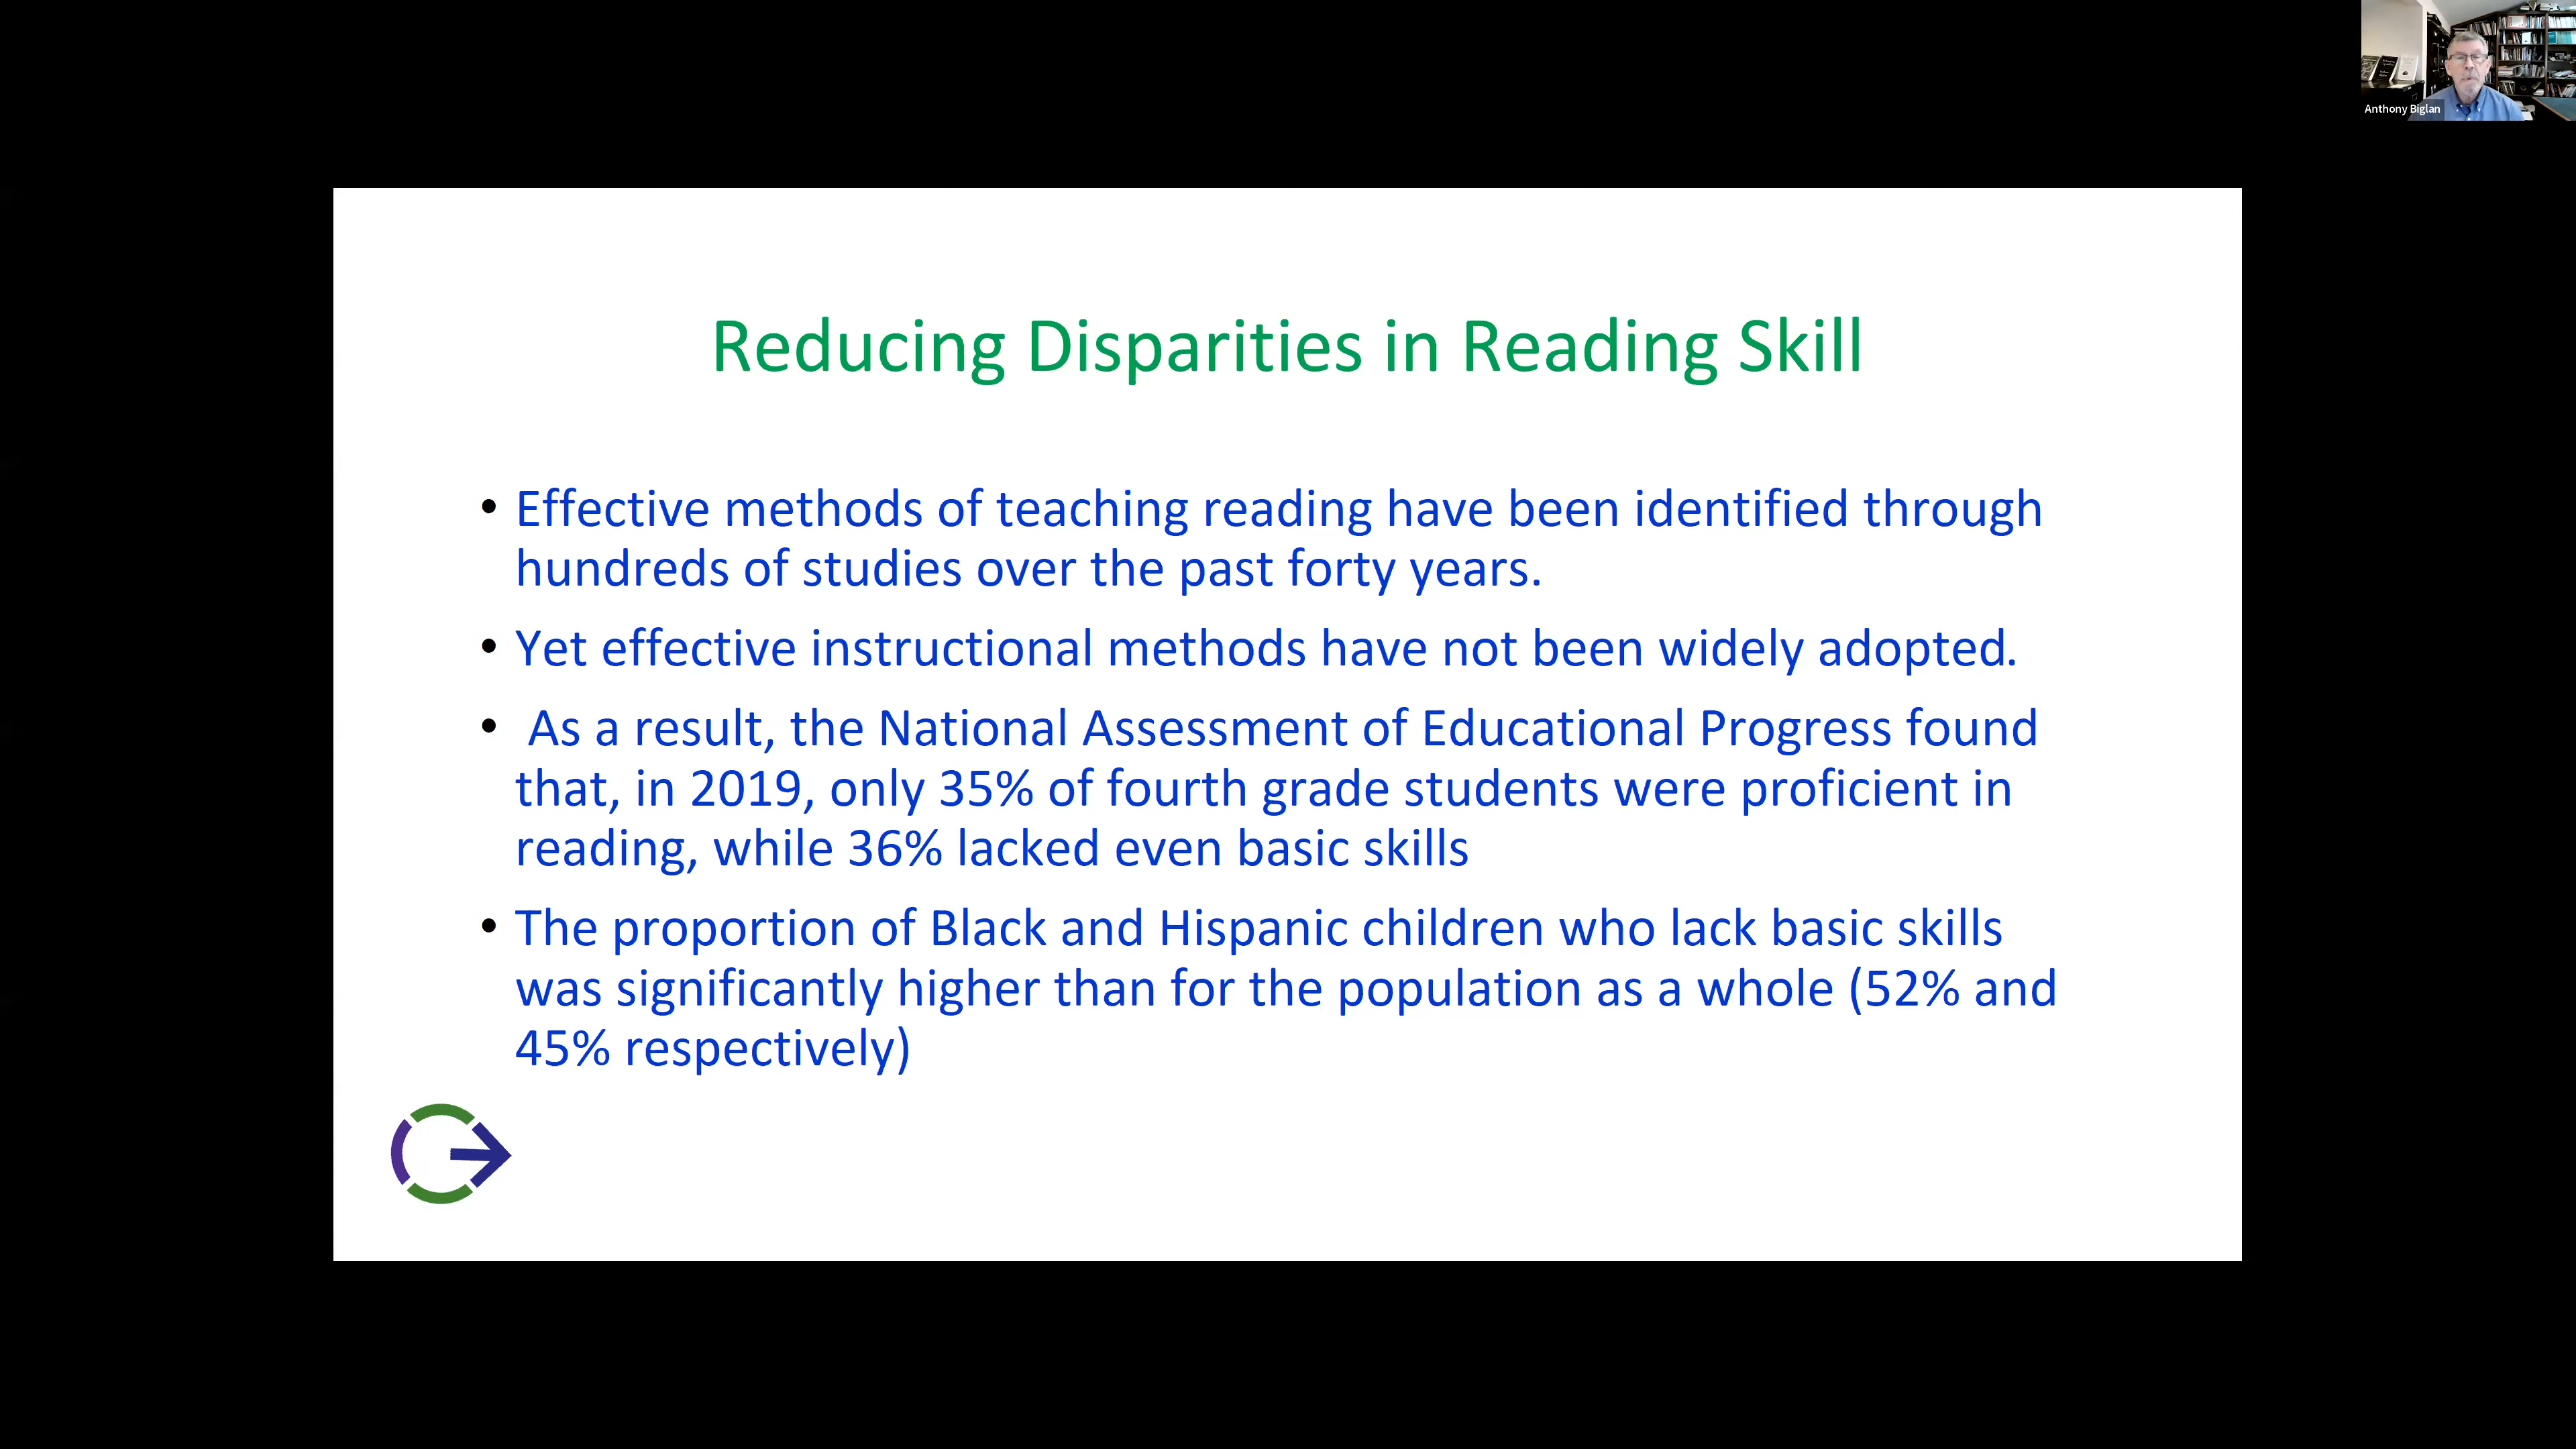 Anthony Biglan
Reducing Disparities in Reading Skill
• Effective methods of teaching reading have been identified through
hundreds of studies over the past forty years.
• Yet effective instructional methods have not been widely adopted.
• As a result, the National Assessment of Educational Progress found
that, in 2019, only 35% of fourth grade students were proficient in
reading, while 36% lacked even basic skills
• The proportion of Black and Hispanic children who lack basic skills
was significantly higher than for the population as a whole (52% and
45% respectively)